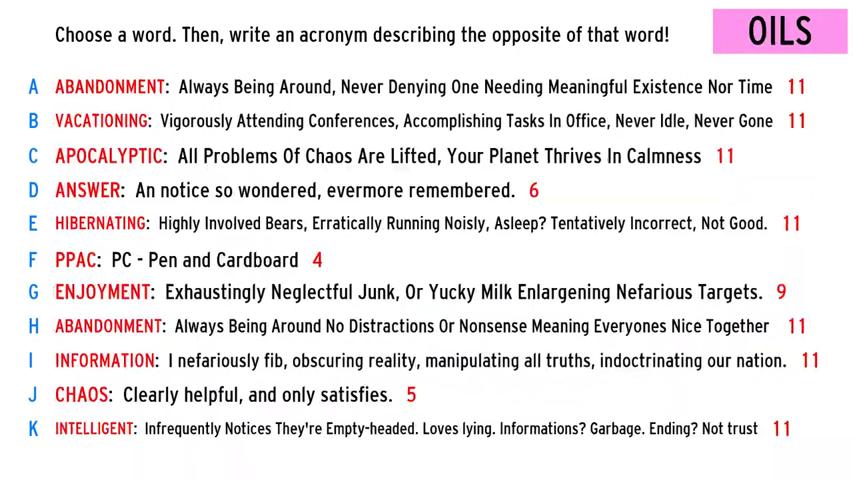 Choose a word. Then, write an acronym describing the opposite of that word!
OILS
A ABANDONMENT: Always Being Around, Never Denying One Needing Meaningful Existence Nor Time 11
B VACATIONING: Vigorously Attending Conferences, Accomplishing Tasks In Office, Never Idle, Never Gone 11
C APOCALYPTIC: All Problems Of Chaos Are Lifted, Your Planet Thrives In Calmness 11
D ANSWER: An notice so wondered, evermore remembered. 6
E HIBERNATING: Highly Involved Bears, Erratically Running Noisly, Asleep? Tentatively Incorrect, Not Good. 11
F PPAC: PC - Pen and Cardboard 4
G ENJOYMENT: Exhaustingly Neglectful Junk, Or Yucky Milk Enlargening Nefarious Targets. 9
H ABANDONMENT: Always Being Around No Distractions Or Nonsense Meaning Everyones Nice Together 11
I INFORMATION: I nefariously fib, obscuring reality, manipulating all truths, indoctrinating our nation. 11
J CHAOS: Clearly helpful, and only satisfies. 5
K INTELLIGENT: Infrequently Notices They're Empty-headed. Loves lying. Informations? Garbage. Ending? Not trust 11